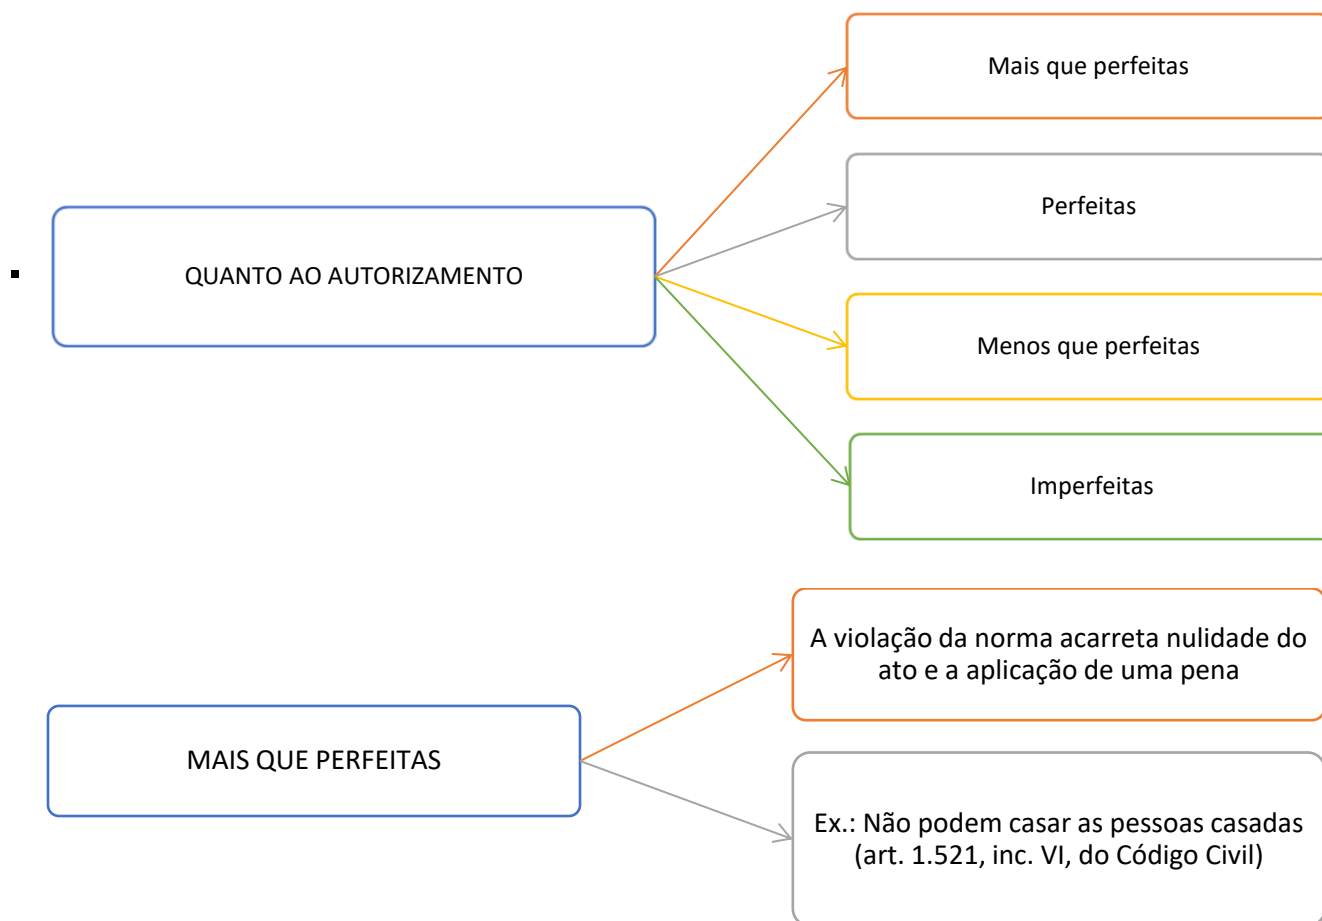 QUANTO AO AUTORIZAMENTO
Mais que perfeitas
Perfeitas
Menos que perfeitas
Imperfeitas
MAIS QUE PERFEITAS
A violação da norma acarreta nulidade do
ato e a aplicação de uma pena
Ex.: Não podem casar as pessoas casadas
(art. 1.521, inc. VI, do Código Civil)